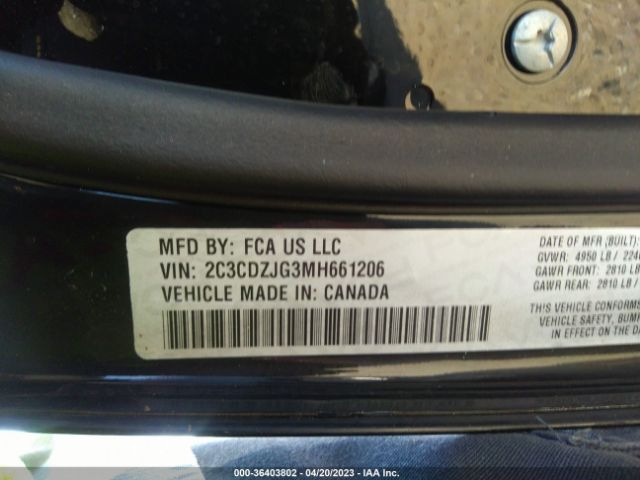 MFD BY: FCA US LLC
VIN: 2C3CDZJG3MH661206
VEHICLE MADE IN: CANADA
DATE OF MFR (BUILT):
GVWR: 4950 LB / 224
GAWR FRONT: 2810 LB
GAWR REAR: 2810 LB /
THIS VEHICLE CONFORMS
VEHICLE SAFETY, BUMP
IN EFFECT ON THE DA
000-36403802 - 04/20/2023 - IAA Inc.